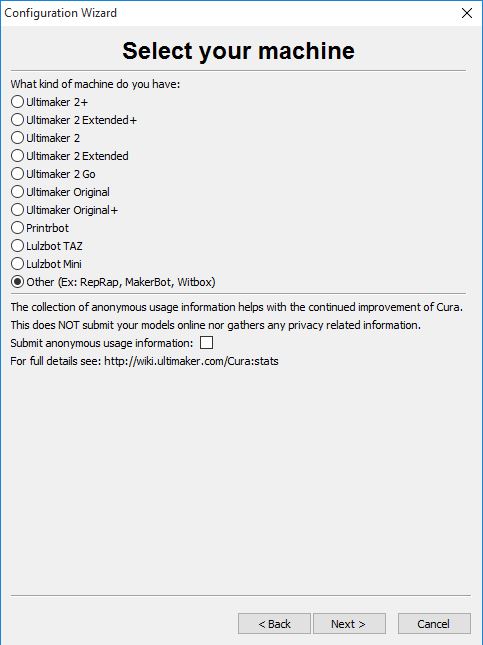 Configuration Wizard
Select your machine
What kind of machine do you have:
Ultimaker 2+
Ultimaker 2 Extended+
Ultimaker 2
Ultimaker 2 Extended
Ultimaker 2 Go
Ultimaker Original
Ultimaker Original+
Printrbot
Lulzbot TAZ
Lulzbot Mini
Other (Ex: RepRap, MakerBot, Witbox)
The collection of anonymous usage information helps with the continued improvement of Cura.
This does NOT submit your models online nor gathers any privacy related information.
Submit anonymous usage information:
For full details see: http://wiki.ultimaker.com/Cura:stats
< Back Next > Cancel